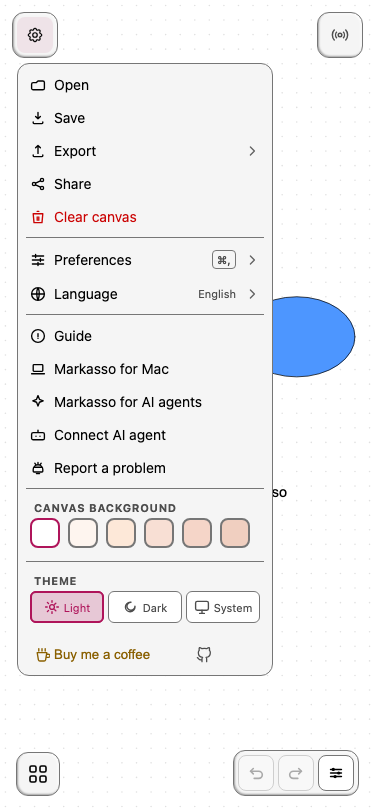 Open
Save
Export
Share
Clear canvas
Preferences ⌘,
Language English
Guide
Markasso for Mac
Markasso for AI agents
Connect AI agent
Report a problem
so
CANVAS BACKGROUND
THEME
Light Dark System
Buy me a coffee